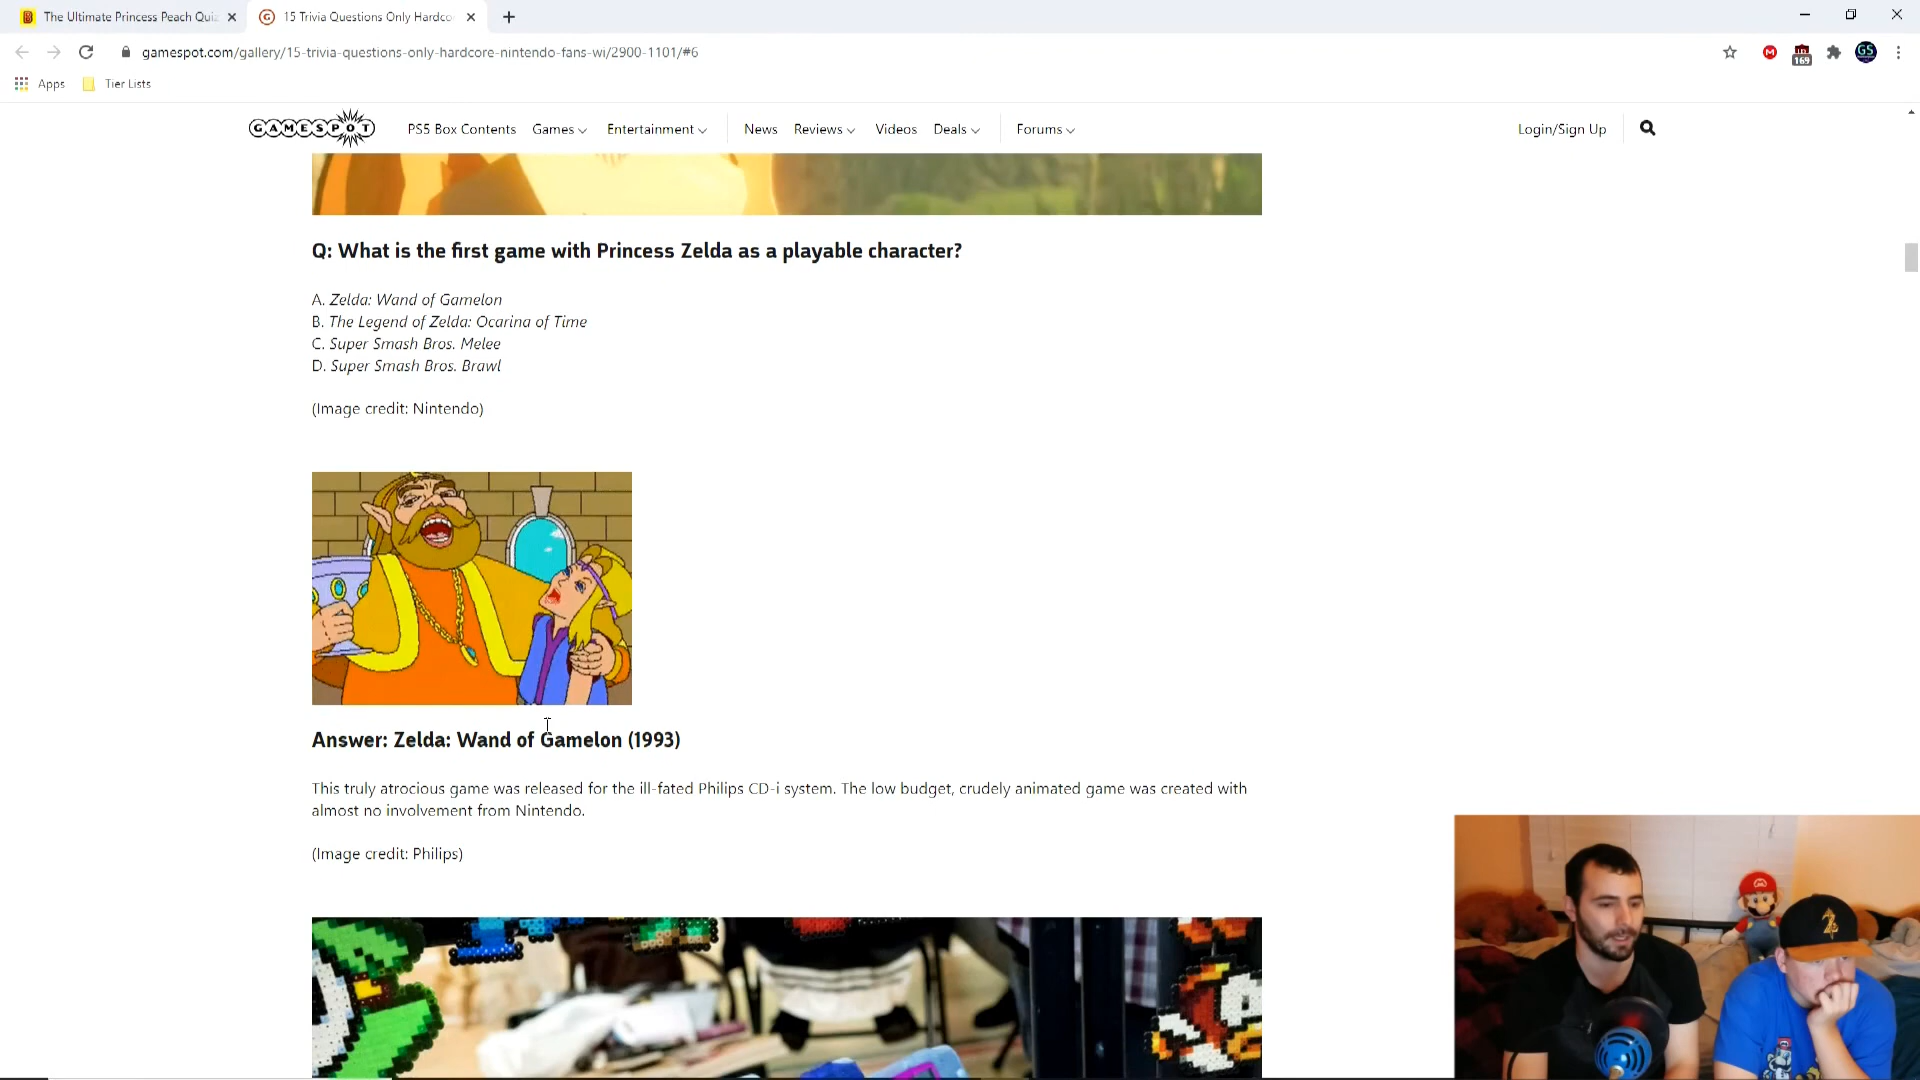 The Ultimate Princess Peach Quiz
15 Trivia Questions Only Hardco
gamespot.com/gallery/15-trivia-questions-only-hardcore-nintendo-fans-wi/2900-1101/#6
M
169
GS
Apps
Tier Lists
GAMESPOT
PS5 Box Contents
Games
Entertainment
News
Reviews
Videos
Deals
Forums
Login/Sign Up
Q: What is the first game with Princess Zelda as a playable character?
A. Zelda: Wand of Gamelon
B. The Legend of Zelda: Ocarina of Time
C. Super Smash Bros. Melee
D. Super Smash Bros. Brawl
(Image credit: Nintendo)
Answer: Zelda: Wand of Gamelon (1993)
This truly atrocious game was released for the ill-fated Philips CD-i system. The low budget, crudely animated game was created with
almost no involvement from Nintendo.
(Image credit: Philips)